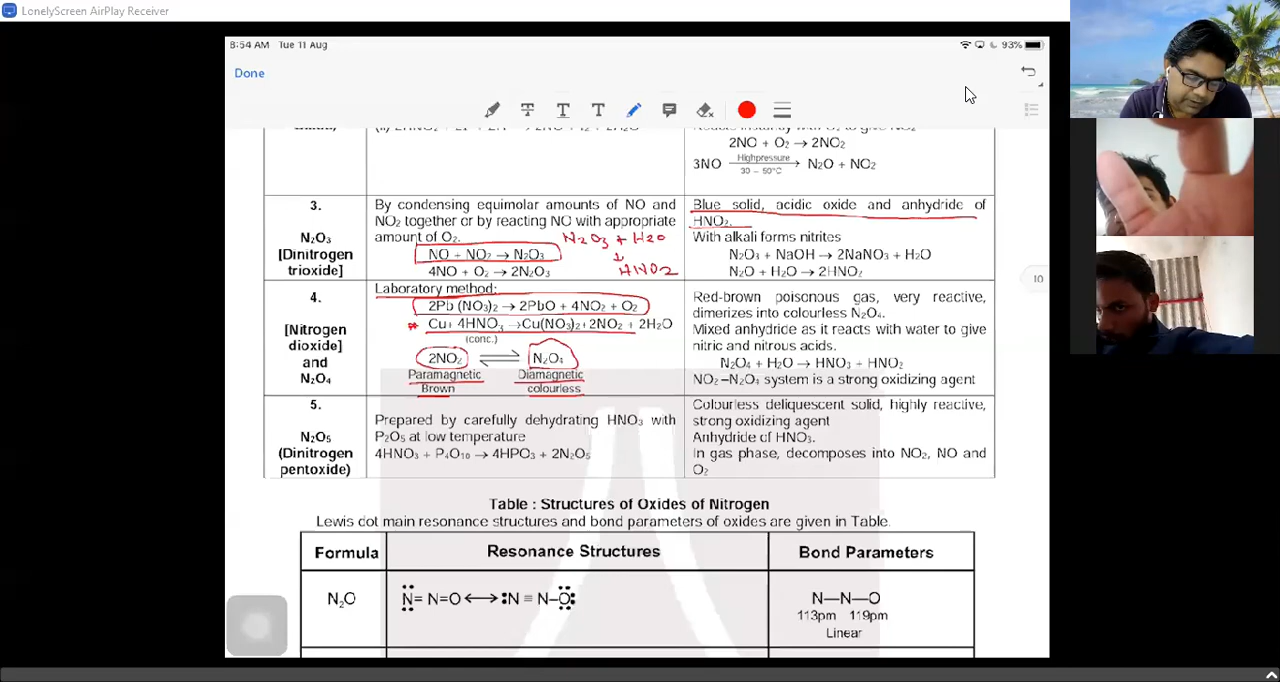 LonelyScreen AirPlay Receiver
8:54 AM Tue 11 Aug
93%
Done
2NO + O₂ → 2NO₂
3NO Highpressure 30 – 50°C → N₂O + NO₂
3.
N₂O₃
[Dinitrogen
trioxide]
By condensing equimolar amounts of NO and
NO₂ together or by reacting NO with appropriate
amount of O₂.
NO + NO₂ → N₂O₃
4NO + O₂ → 2N₂O₃
N₂O₃ + H₂O
↓
HNO₂
Blue solid, acidic oxide and anhydride of
HNO₂.
With alkali forms nitrites
N₂O₃ + NaOH → 2NaNO₃ + H₂O
N₂O + H₂O → 2HNO₂
10
4.
[Nitrogen
dioxide]
and
N₂O₄
Laboratory method:
2Pb (NO₃)₂ → 2PbO + 4NO₂ + O₂
* Cu+ 4HNO₃ →Cu(NO₃)₂+ 2NO₂ + 2H₂O
(conc.)
2NO₂ ⇌ N₂O₄
Paramagnetic Diamagnetic
Brown colourless
Red-brown poisonous gas, very reactive,
dimerizes into colourless N₂O₄.
Mixed anhydride as it reacts with water to give
nitric and nitrous acids.
N₂O₄ + H₂O → HNO₃ + HNO₂
NO₂ –N₂O₄ system is a strong oxidizing agent
5.
N₂O₅
(Dinitrogen
pentoxide)
Prepared by carefully dehydrating HNO₃ with
P₂O₅ at low temperature
4HNO₃ + P₄O₁₀ → 4HPO₃ + 2N₂O₅
Colourless deliquescent solid, highly reactive,
strong oxidizing agent
Anhydride of HNO₃.
In gas phase, decomposes into NO₂, NO and
O₂
Table : Structures of Oxides of Nitrogen
Lewis dot main resonance structures and bond parameters of oxides are given in Table.
Formula Resonance Structures Bond Parameters
N₂O N= N=O ⟷ :N ≡ N–O: N—N—O
113pm 119pm
Linear